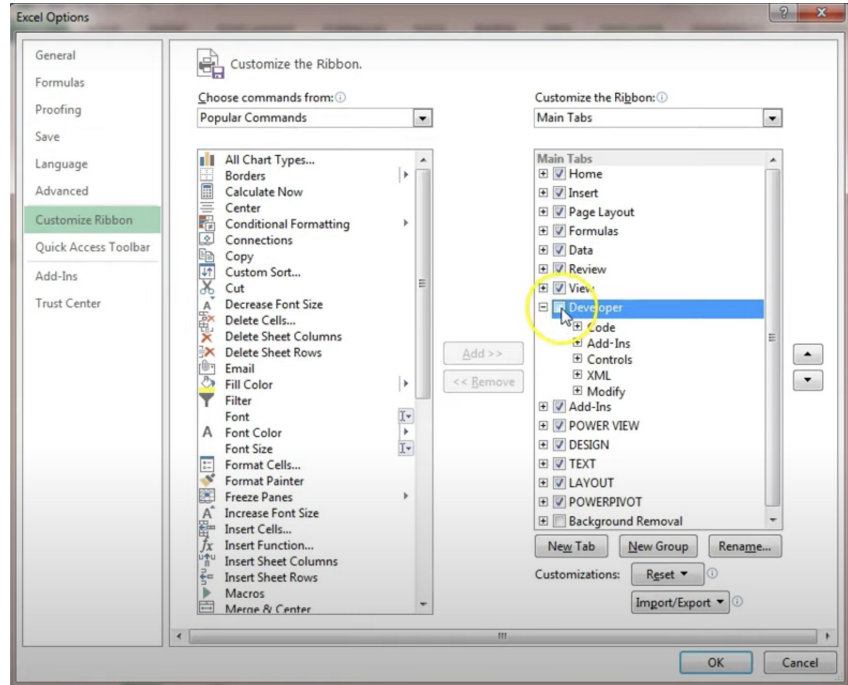 Excel Options
General
Formulas
Proofing
Save
Language
Advanced
Customize Ribbon
Quick Access Toolbar
Add-Ins
Trust Center
Customize the Ribbon.
Choose commands from:
Popular Commands
All Chart Types...
Borders
Calculate Now
Center
Conditional Formatting
Connections
Copy
Custom Sort...
Cut
Decrease Font Size
Delete Cells...
Delete Sheet Columns
Delete Sheet Rows
Email
Fill Color
Filter
Font
Font Color
Font Size
Format Cells...
Format Painter
Freeze Panes
Increase Font Size
Insert Cells...
Insert Function...
Insert Sheet Columns
Insert Sheet Rows
Macros
Merge & Center
Add >>
<< Remove
Customize the Ribbon:
Main Tabs
Main Tabs
Home
Insert
Page Layout
Formulas
Data
Review
View
Developer
Code
Add-Ins
Controls
XML
Modify
Add-Ins
POWER VIEW
DESIGN
TEXT
LAYOUT
POWERPIVOT
Background Removal
New Tab
New Group
Rename...
Customizations:
Reset
Import/Export
OK
Cancel